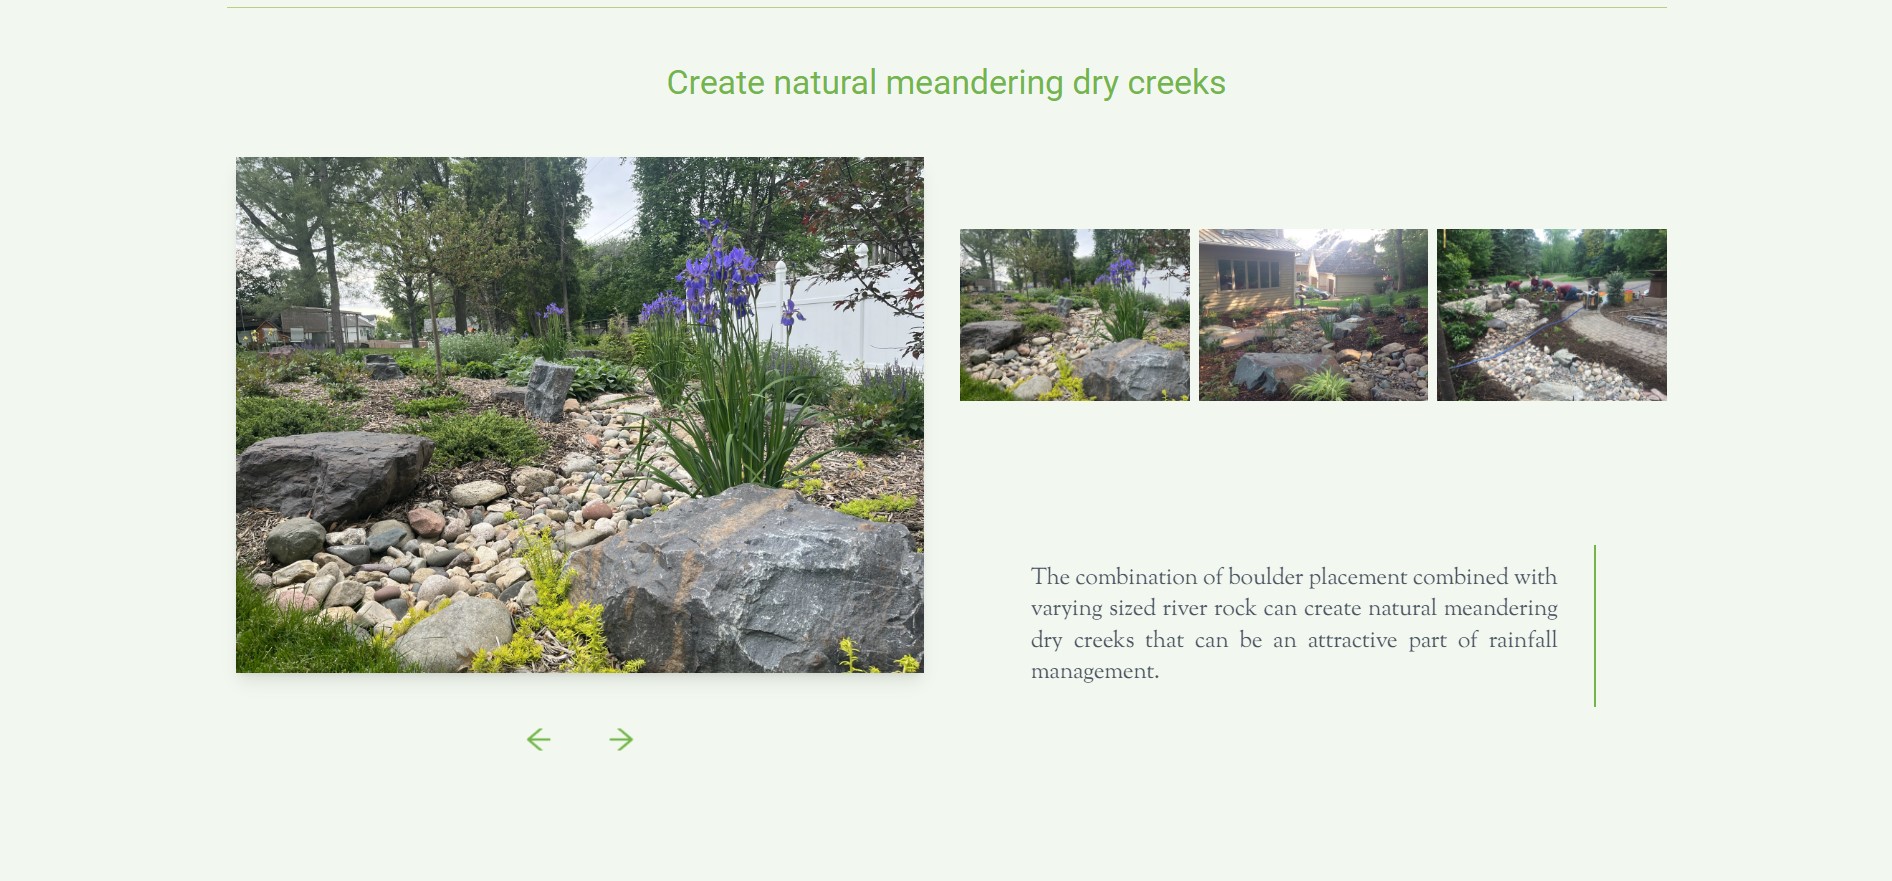 Create natural meandering dry creeks
The combination of boulder placement combined with
varying sized river rock can create natural meandering
dry creeks that can be an attractive part of rainfall
management.